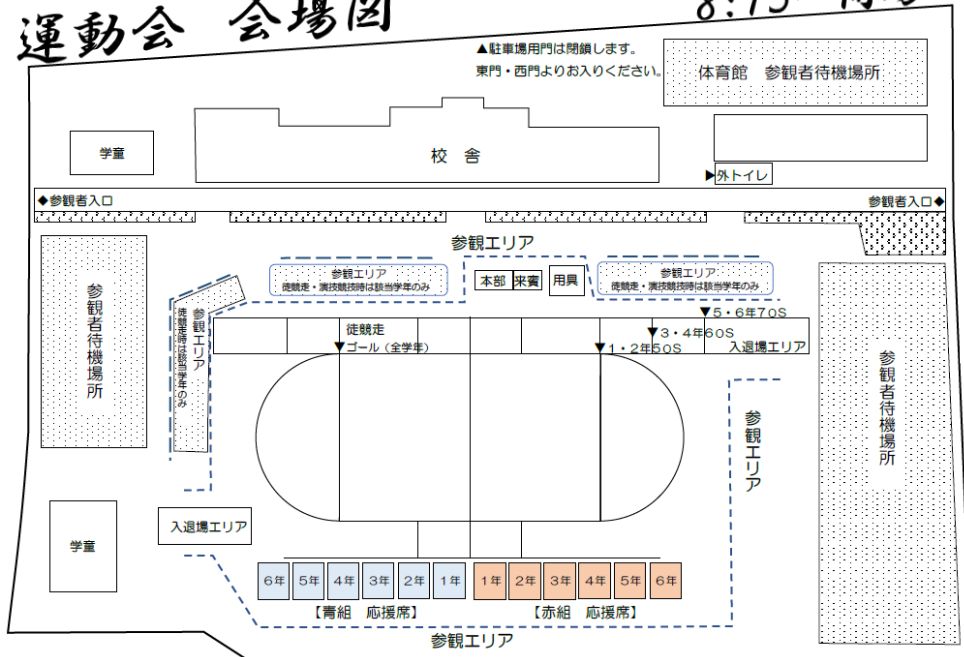 運動会 会場図
8:15
▲駐車場用門は閉鎖します。
東門・西門よりお入りください。
体育館 参観者待機場所
学童
校 舎
▶外トイレ
◆参観者入口
参観者入口◆
参観エリア
参観エリア
徒競走・演技競技時は該当学年のみ
本部
来賓
用具
参観エリア
徒競走・演技競技時は該当学年のみ
参観者待機場所
参観エリア
徒競走時は該当学年のみ
▼5・6年70S
徒競走
▼3・4年60S
▼ゴール(全学年)
▼1・2年50S
入退場エリア
参観者待機場所
参観エリア
入退場エリア
学童
6年 5年 4年 3年 2年 1年 1年 2年 3年 4年 5年 6年
【青組 応援席】
【赤組 応援席】
参観エリア